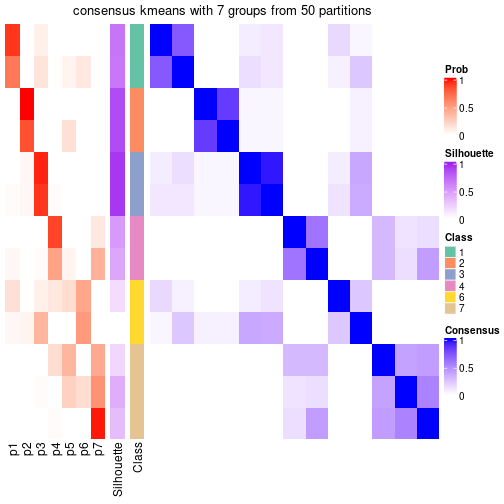 consensus kmeans with 7 groups from 50 partitions
Prob
1
0.5
0
Silhouette
1
0.5
0
Class
1
2
3
4
6
7
Consensus
1
0.5
0
p1
p2
p3
p4
p5
p6
p7
Silhouette
Class